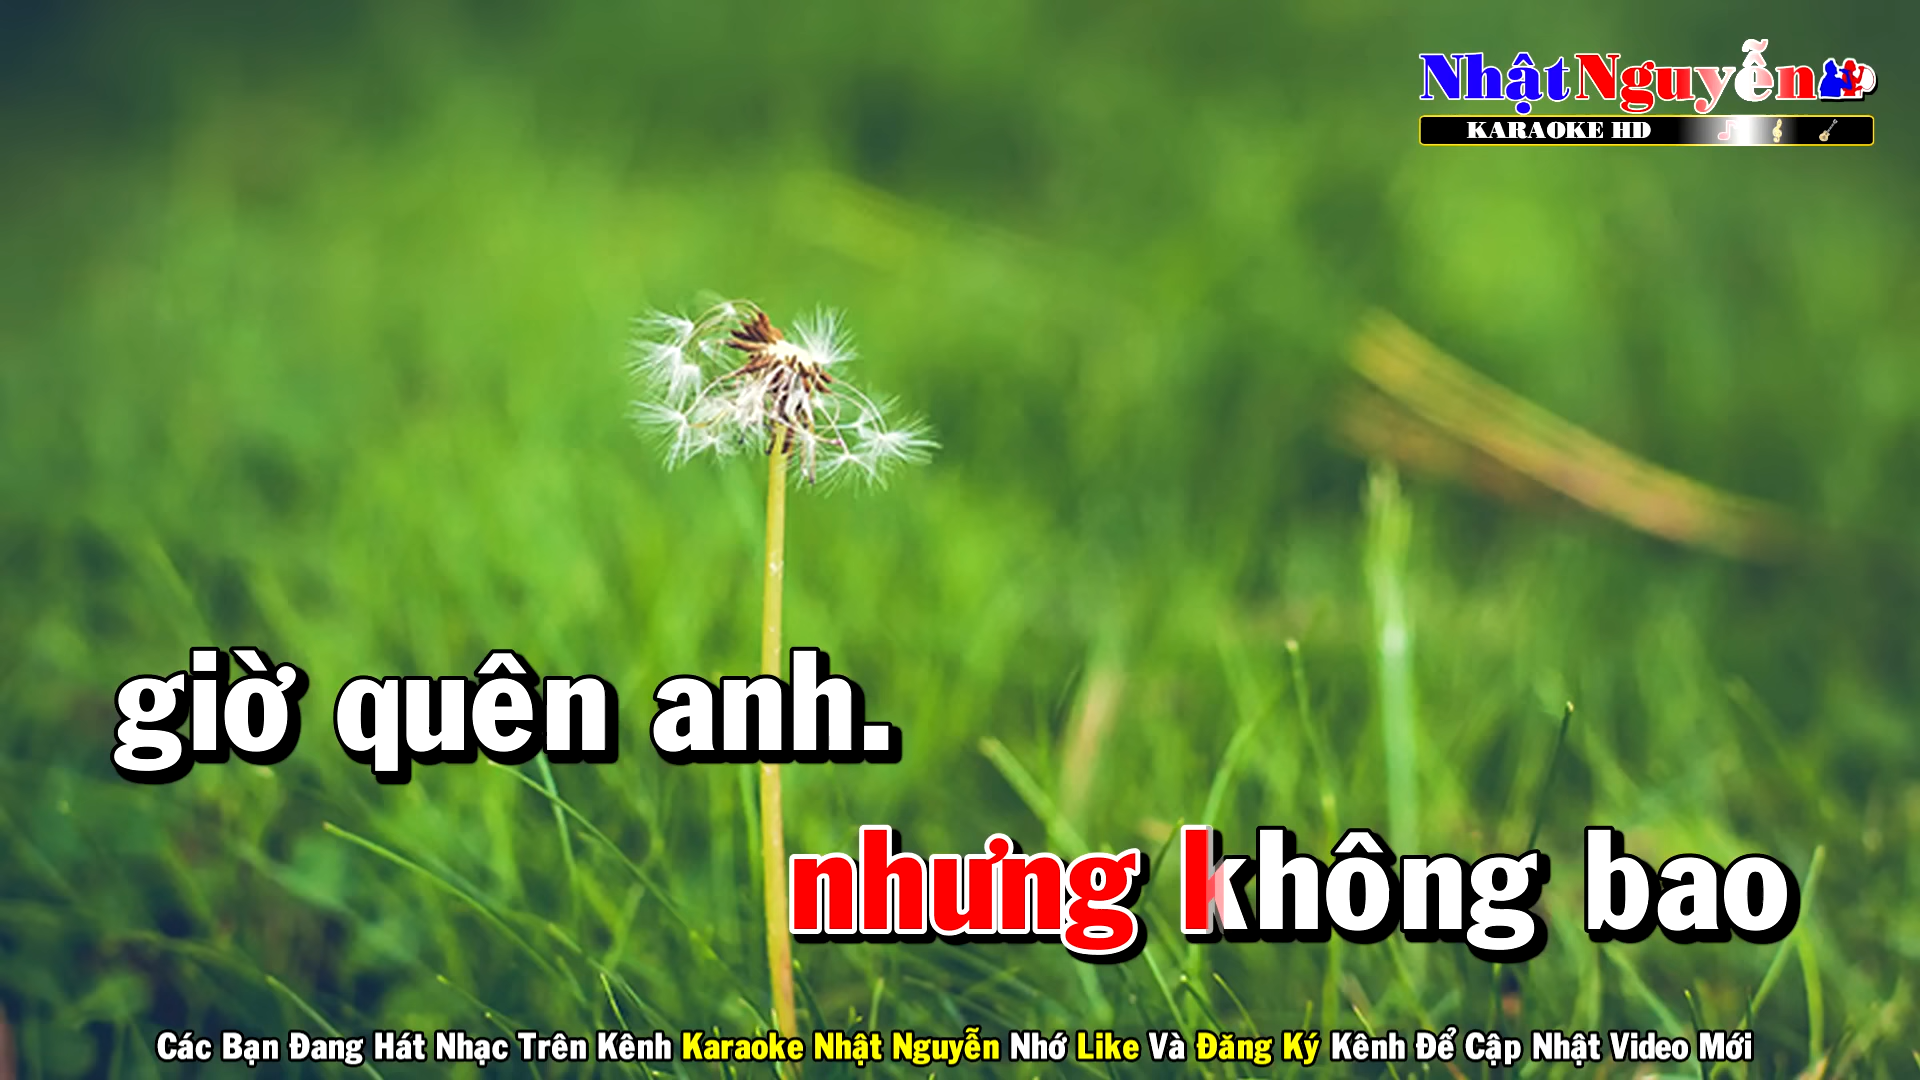 Nhật Nguyễn
KARAOKE HD
giờ quên anh.
nhưng không bao
Các Bạn Đang Hát Nhạc Trên Kênh Karaoke Nhật Nguyễn Nhớ Like Và Đăng Ký Kênh Để Cập Nhật Video Mới